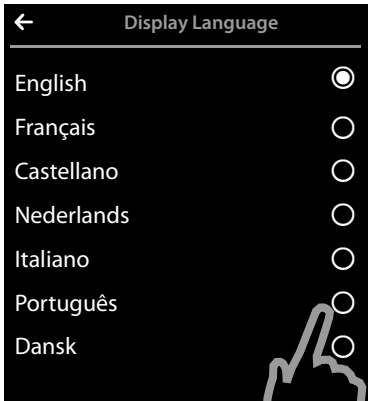 Display Language
English
Français
Castellano
Nederlands
Italiano
Português
Dansk